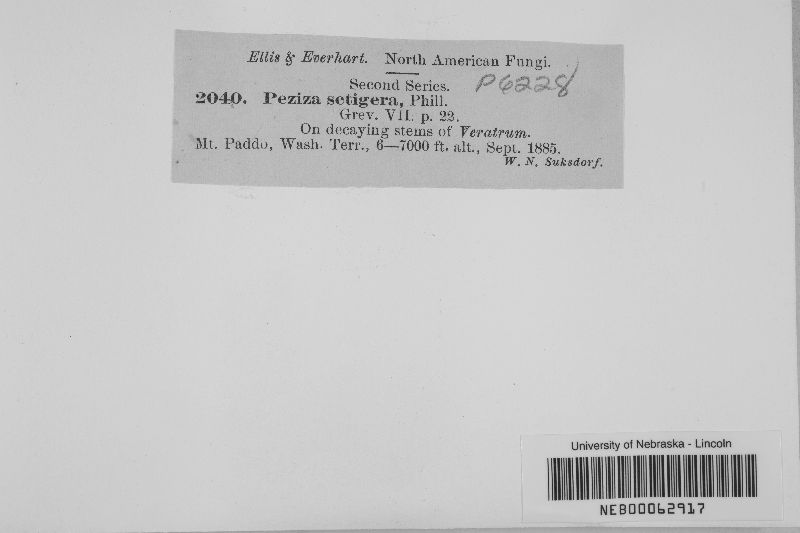 Ellis & Everhart. North American Fungi.
Second Series. P6228
2040. Peziza setigera, Phill.
Grev. VII. p. 22.
On decaying stems of Veratrum.
Mt. Paddo, Wash. Terr., 6—7000 ft. alt., Sept. 1885.
W. N. Suksdorf.
University of Nebraska - Lincoln
NEB00062917